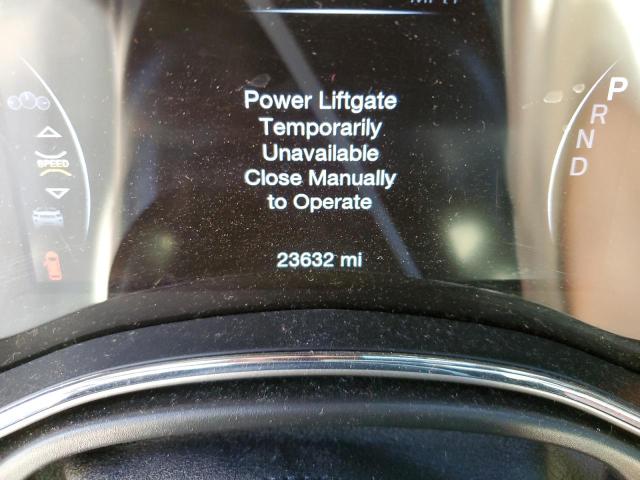 Power Liftgate
Temporarily
Unavailable
Close Manually
to Operate
23632 mi
SPEED
P
R
N
D